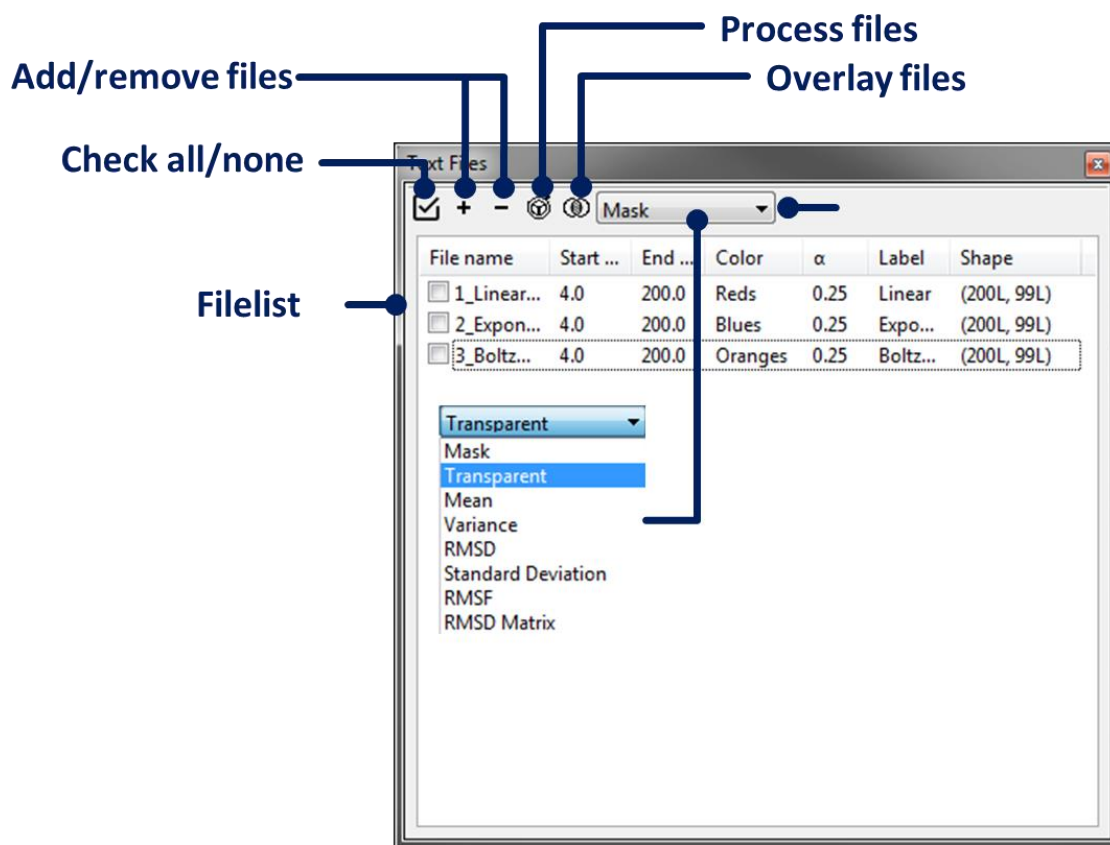 Process files
Add/remove files
Overlay files
Check all/none
Text Files
Mask
File name Start ... End ... Color α Label Shape
1_Linear... 4.0 200.0 Reds 0.25 Linear (200L, 99L)
Filelist
2_Expon... 4.0 200.0 Blues 0.25 Expo... (200L, 99L)
3_Boltz... 4.0 200.0 Oranges 0.25 Boltz... (200L, 99L)
Transparent
Mask
Transparent
Mean
Variance
RMSD
Standard Deviation
RMSF
RMSD Matrix